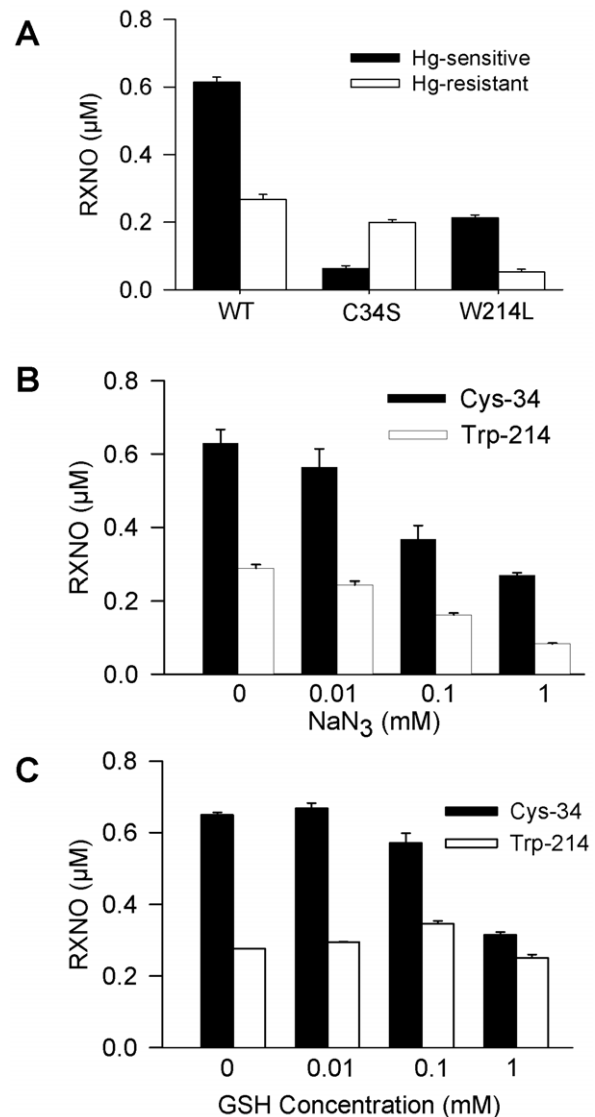 A
0.8
0.6
0.4
0.2
0.0
RXNO (µM)
Hg-sensitive
Hg-resistant
WT C34S W214L
B
0.8
0.6
0.4
0.2
0.0
RXNO (µM)
Cys-34
Trp-214
0 0.01 0.1 1
NaN₃ (mM)
C
0.8
0.6
0.4
0.2
0.0
RXNO (µM)
Cys-34
Trp-214
0 0.01 0.1 1
GSH Concentration (mM)